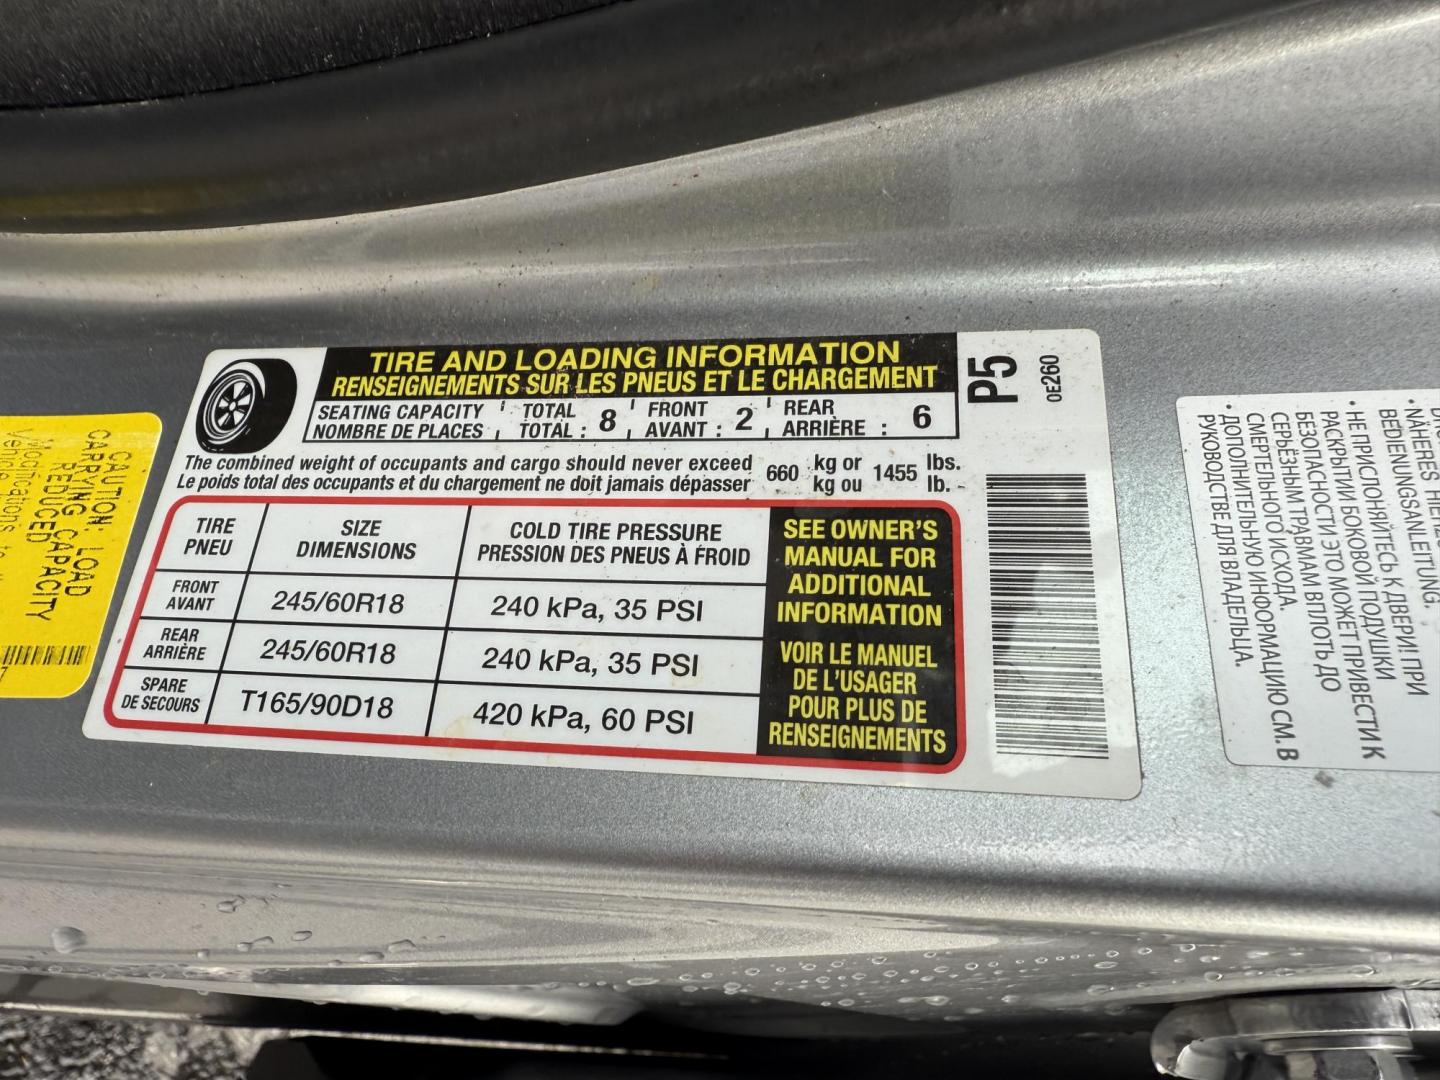 TIRE AND LOADING INFORMATION
RENSEIGNEMENTS SUR LES PNEUS ET LE CHARGEMENT
SEATING CAPACITY TOTAL 8 FRONT 2 REAR 6
NOMBRE DE PLACES TOTAL : AVANT : ARRIÈRE :
The combined weight of occupants and cargo should never exceed 660 kg or 1455 lbs.
Le poids total des occupants et du chargement ne doit jamais dépasser kg ou lb.
TIRE SIZE COLD TIRE PRESSURE
PNEU DIMENSIONS PRESSION DES PNEUS À FROID
FRONT
AVANT 245/60R18 240 kPa, 35 PSI
REAR
ARRIÈRE 245/60R18 240 kPa, 35 PSI
SPARE
DE SECOURS T165/90D18 420 kPa, 60 PSI
SEE OWNER'S
MANUAL FOR
ADDITIONAL
INFORMATION
VOIR LE MANUEL
DE L'USAGER
POUR PLUS DE
RENSEIGNEMENTS
P5
0E260
CAUTION: LOAD
CARRYING CAPACITY
REDUCED
Modifications to
NÄHERES HIERZU
BEDIENUNGSANLEITUNG.
• НЕ ПРИСЛОНЯЙТЕСЬ К ДВЕРИ! ПРИ
РАСКРЫТИИ БОКОВОЙ ПОДУШКИ
БЕЗОПАСНОСТИ ЭТО МОЖЕТ ПРИВЕСТИ К
СЕРЬЁЗНЫМ ТРАВМАМ ВПЛОТЬ ДО
СМЕРТЕЛЬНОГО ИСХОДА.
• ДОПОЛНИТЕЛЬНУЮ ИНФОРМАЦИЮ СМ. В
РУКОВОДСТВЕ ДЛЯ ВЛАДЕЛЬЦА.